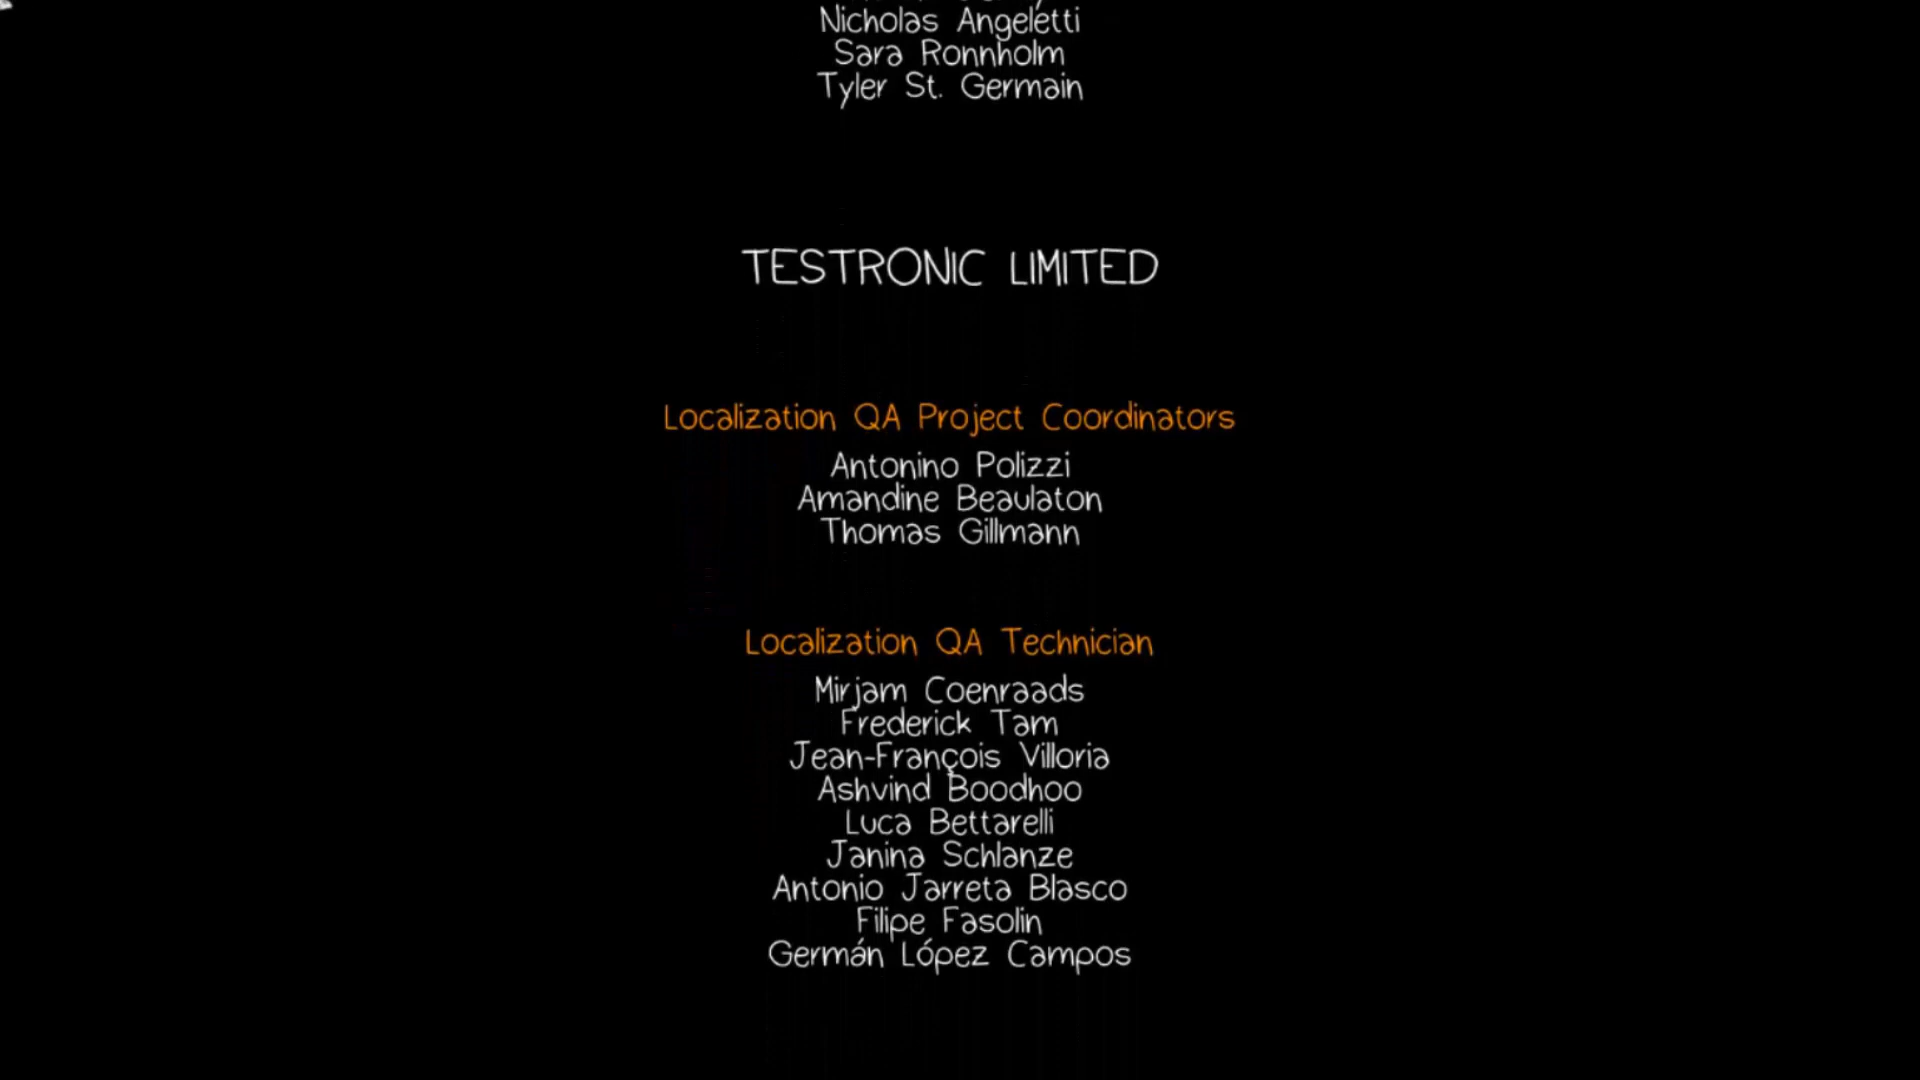 Nicholas Angeletti
Sara Ronnholm
Tyler St. Germain
TESTRONIC LIMITED
Localization QA Project Coordinators
Antonino Polizzi
Amandine Beaulaton
Thomas Gillmann
Localization QA Technician
Mirjam Coenraads
Frederick Tam
Jean-François Villoria
Ashvind Boodhoo
Luca Bettarelli
Janina Schlanze
Antonio Jarreta Blasco
Filipe Fasolin
Germán López Campos